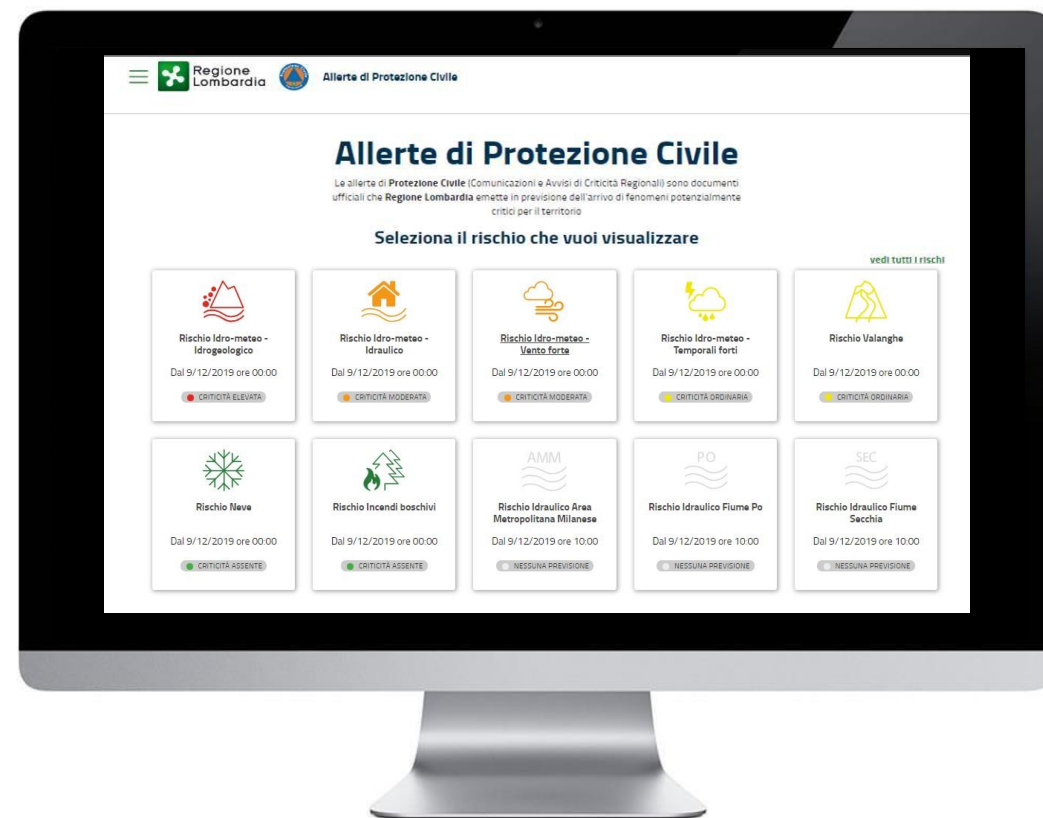 Regione
Lombardia
Allerte di Protezione Civile
Allerte di Protezione Civile
Le allerte di Protezione Civile (Comunicazioni e Avvisi di Criticità Regionali) sono documenti
ufficiali che Regione Lombardia emette in previsione dell'arrivo di fenomeni potenzialmente
critici per il territorio
Seleziona il rischio che vuoi visualizzare
vedi tutti i rischi
Rischio Idro-meteo -
Idrogeologico
Dal 9/12/2019 ore 00:00
CRITICITÀ ELEVATA
Rischio Idro-meteo -
Idraulico
Dal 9/12/2019 ore 00:00
CRITICITÀ MODERATA
Rischio Idro-meteo -
Vento forte
Dal 9/12/2019 ore 00:00
CRITICITÀ MODERATA
Rischio Idro-meteo -
Temporali forti
Dal 9/12/2019 ore 00:00
CRITICITÀ ORDINARIA
Rischio Valanghe
Dal 9/12/2019 ore 00:00
CRITICITÀ ORDINARIA
Rischio Neve
Dal 9/12/2019 ore 00:00
CRITICITÀ ASSENTE
Rischio Incendi boschivi
Dal 9/12/2019 ore 00:00
CRITICITÀ ASSENTE
AMM
Rischio Idraulico Area
Metropolitana Milanese
Dal 9/12/2019 ore 10:00
NESSUNA PREVISIONE
PO
Rischio Idraulico Fiume Po
Dal 9/12/2019 ore 10:00
NESSUNA PREVISIONE
SEC
Rischio Idraulico Fiume
Secchia
Dal 9/12/2019 ore 10:00
NESSUNA PREVISIONE